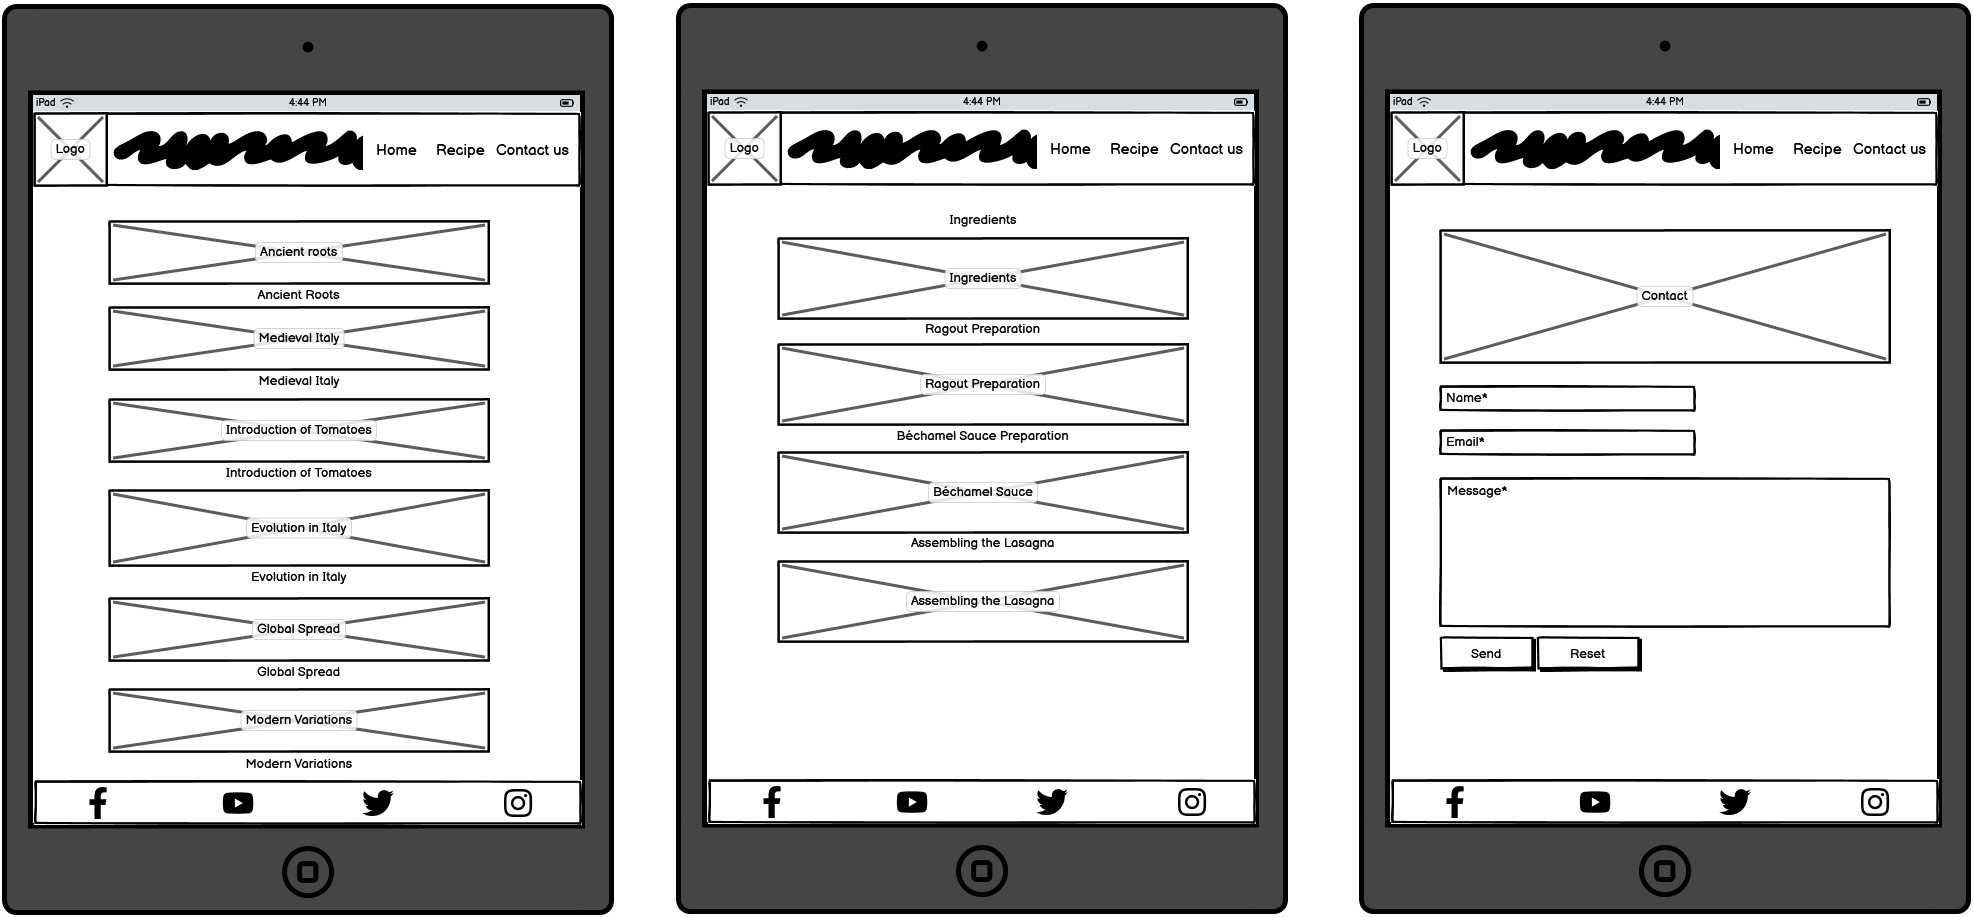 iPad
4:44 PM
Logo
Home Recipe Contact us
Ancient roots
Ancient Roots
Medieval Italy
Medieval Italy
Introduction of Tomatoes
Introduction of Tomatoes
Evolution in Italy
Evolution in Italy
Global Spread
Global Spread
Modern Variations
Modern Variations
iPad
4:44 PM
Logo
Home Recipe Contact us
Ingredients
Ingredients
Ragout Preparation
Ragout Preparation
Béchamel Sauce Preparation
Béchamel Sauce
Assembling the Lasagna
Assembling the Lasagna
iPad
4:44 PM
Logo
Home Recipe Contact us
Contact
Name*
Email*
Message*
Send Reset